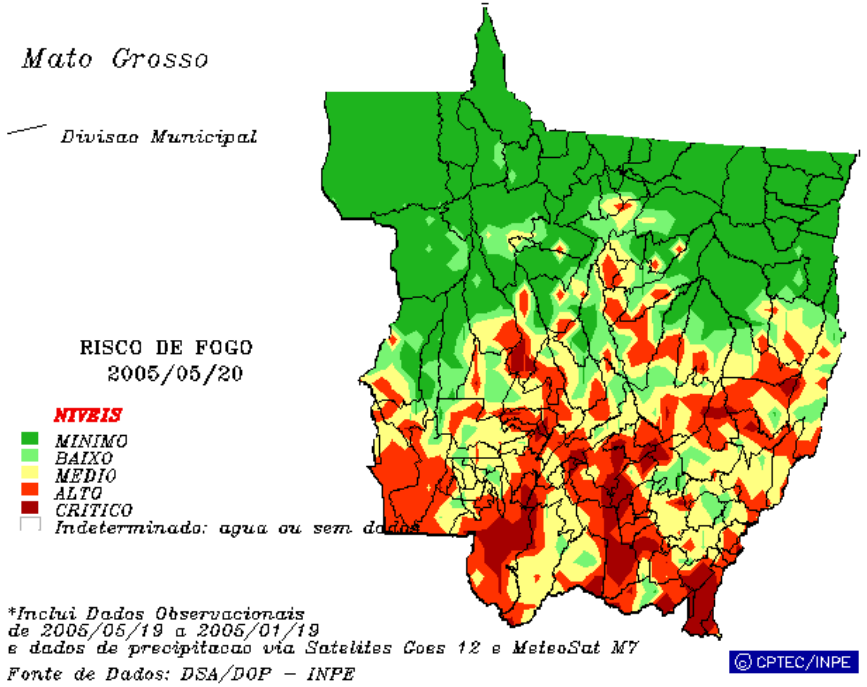 Mato Grosso
Divisao Municipal
RISCO DE FOGO
2005/05/20
NIVEIS
MINIMO
BAIXO
MEDIO
ALTO
CRITICO
Indeterminado: agua ou sem dados
*Inclui Dados Observacionais
de 2005/05/19 a 2005/01/19
e dados de precipitacao via Satelites Goes 12 e MeteoSat M7
Fonte de Dados: DSA/DOP - INPE
© CPTEC/INPE